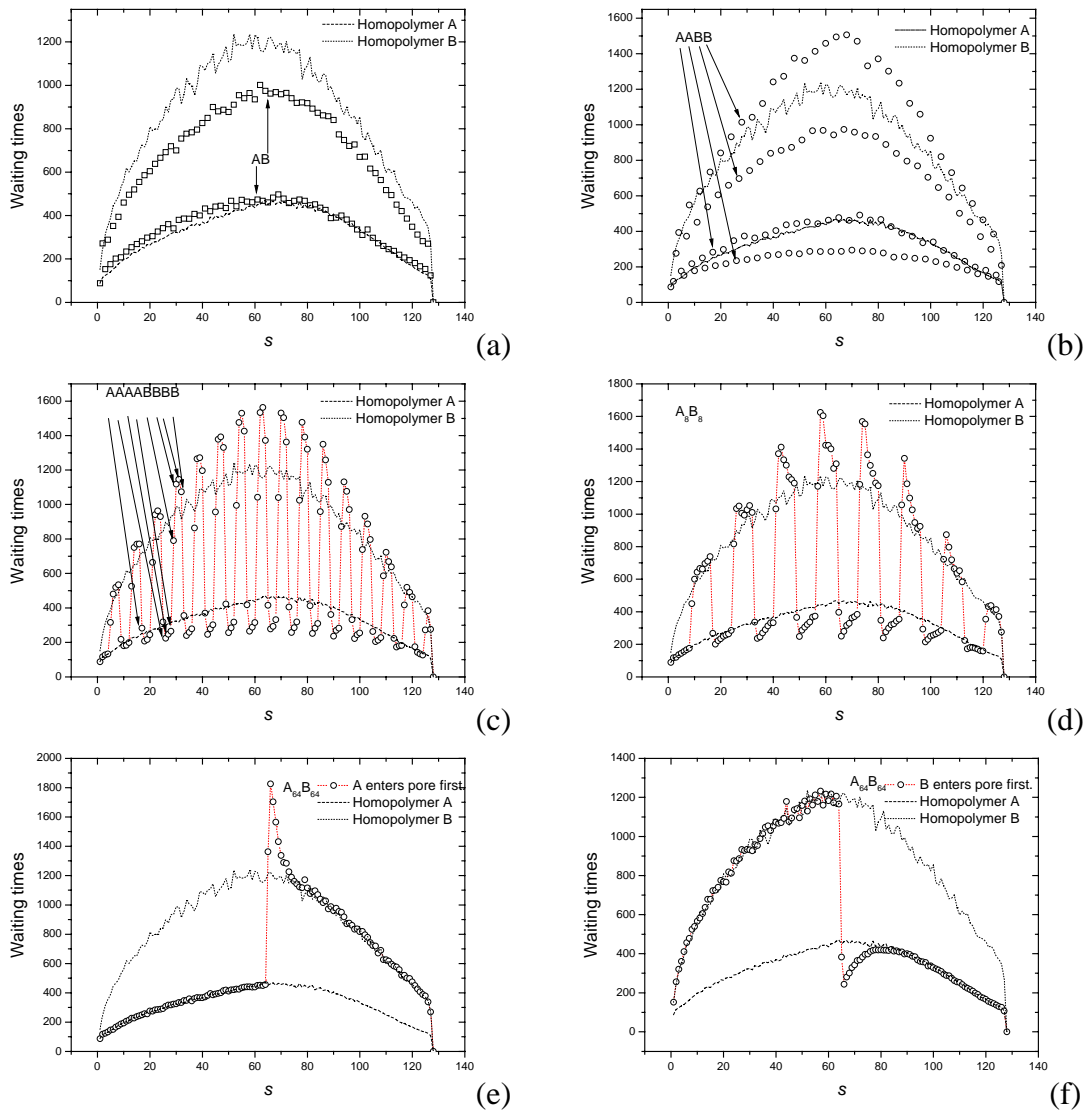 Homopolymer A
Homopolymer B
AB
Waiting times
0
200
400
600
800
1000
1200
0 20 40 60 80 100 120 140
s
(a)
Homopolymer A
Homopolymer B
AABB
Waiting times
0
200
400
600
800
1000
1200
1400
1600
0 20 40 60 80 100 120 140
s
(b)
AAAABBBB
Homopolymer A
Homopolymer B
Waiting times
0
200
400
600
800
1000
1200
1400
1600
0 20 40 60 80 100 120 140
s
(c)
A8B8
Homopolymer A
Homopolymer B
Waiting times
0
200
400
600
800
1000
1200
1400
1600
1800
0 20 40 60 80 100 120 140
s
(d)
A64B64
A enters pore first.
Homopolymer A
Homopolymer B
Waiting times
0
200
400
600
800
1000
1200
1400
1600
1800
2000
0 20 40 60 80 100 120 140
s
(e)
A64B64
B enters pore first.
Homopolymer A
Homopolymer B
Waiting times
0
200
400
600
800
1000
1200
1400
0 20 40 60 80 100 120 140
s
(f)